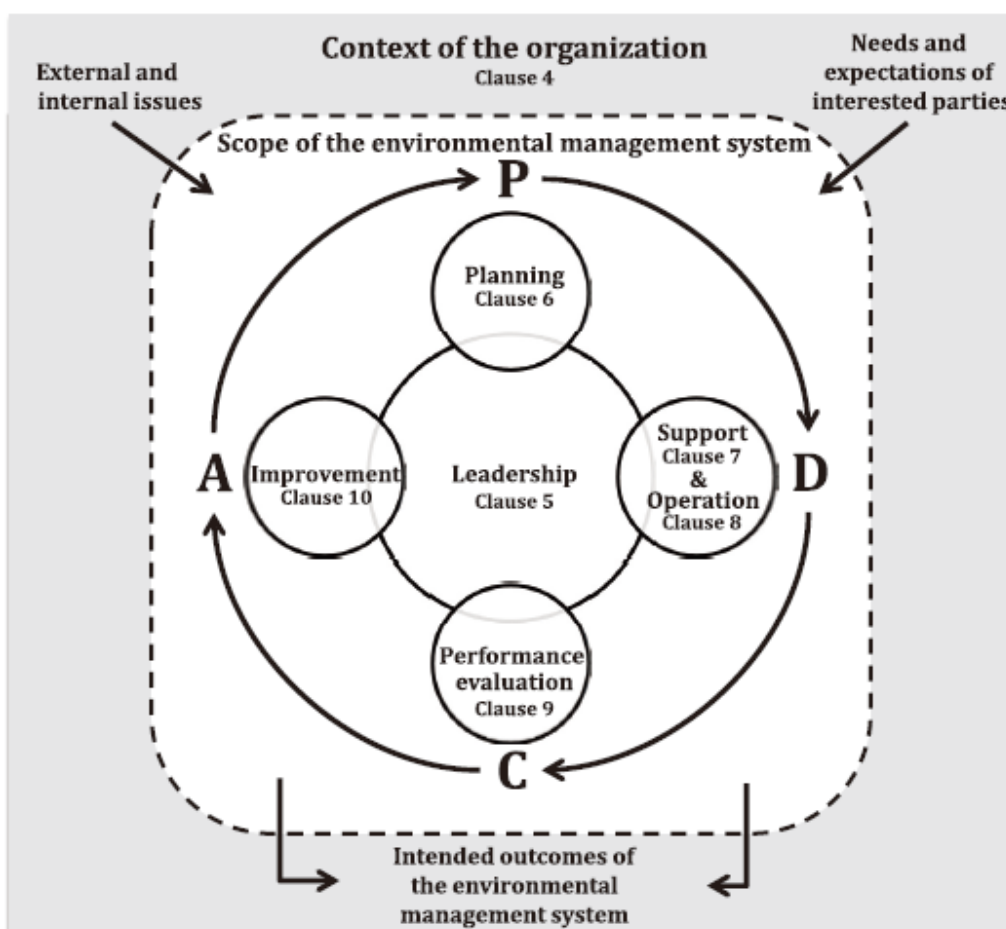 Context of the organization
Clause 4
External and
internal issues
Needs and
expectations of
interested parties
Scope of the environmental management system
P
Planning
Clause 6
A
Improvement
Clause 10
Leadership
Clause 5
Support
Clause 7
&
Operation
Clause 8
D
Performance
evaluation
Clause 9
C
Intended outcomes of
the environmental
management system